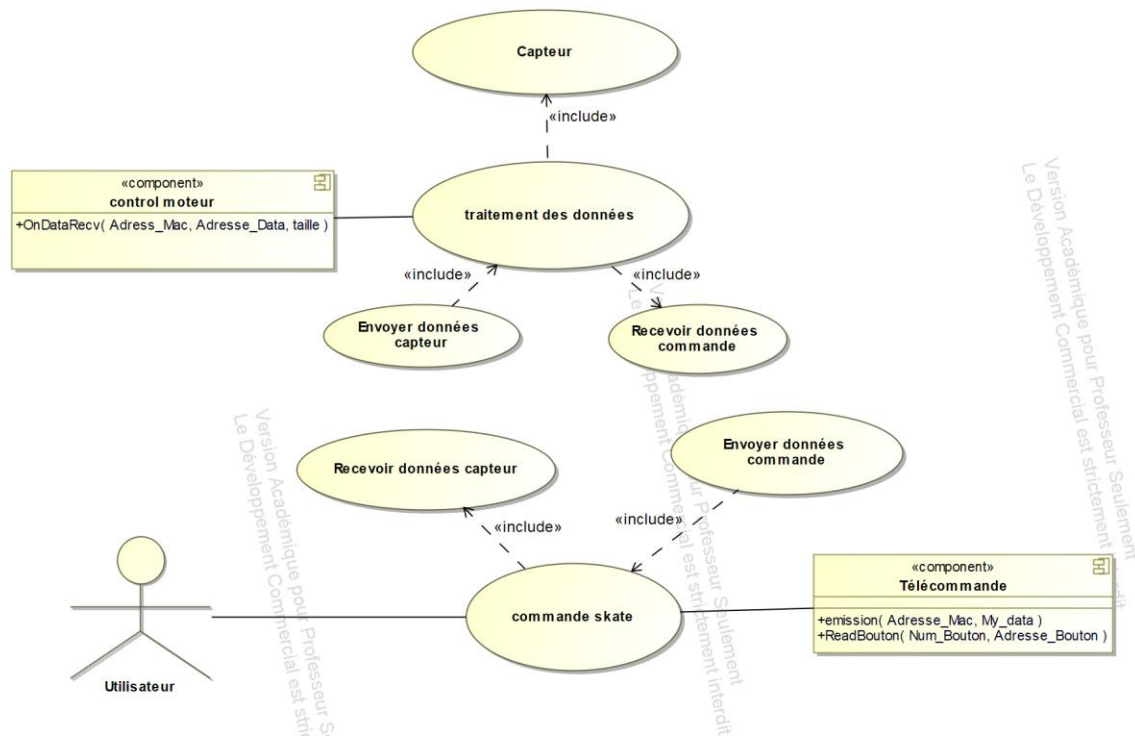 Capteur
«include»
«component»
control moteur
+OnDataRecv( Adress_Mac, Adresse_Data, taille )
traitement des données
«include»
«include»
Envoyer données
capteur
Recevoir données
commande
Recevoir données capteur
Envoyer données
commande
«include»
«include»
Utilisateur
commande skate
«component»
Télécommande
+emission( Adresse_Mac, My_data )
+ReadBouton( Num_Bouton, Adresse_Bouton )
Version Académique pour Professeur Seulement
Le Développement Commercial est strictement interdit